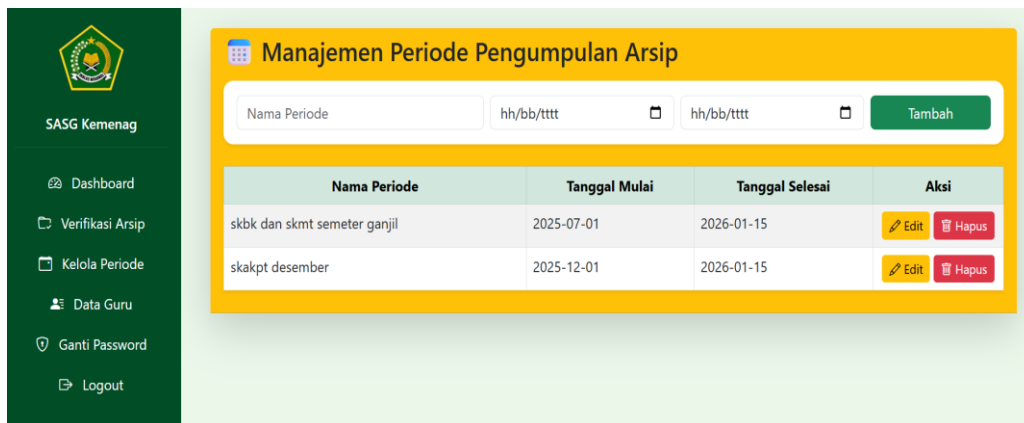 SASG Kemenag
Dashboard
Verifikasi Arsip
Kelola Periode
Data Guru
Ganti Password
Logout
Manajemen Periode Pengumpulan Arsip
Nama Periode hh/bb/tttt hh/bb/tttt Tambah
Nama Periode Tanggal Mulai Tanggal Selesai Aksi
skbk dan skmt semeter ganjil 2025-07-01 2026-01-15 Edit Hapus
skakpt desember 2025-12-01 2026-01-15 Edit Hapus